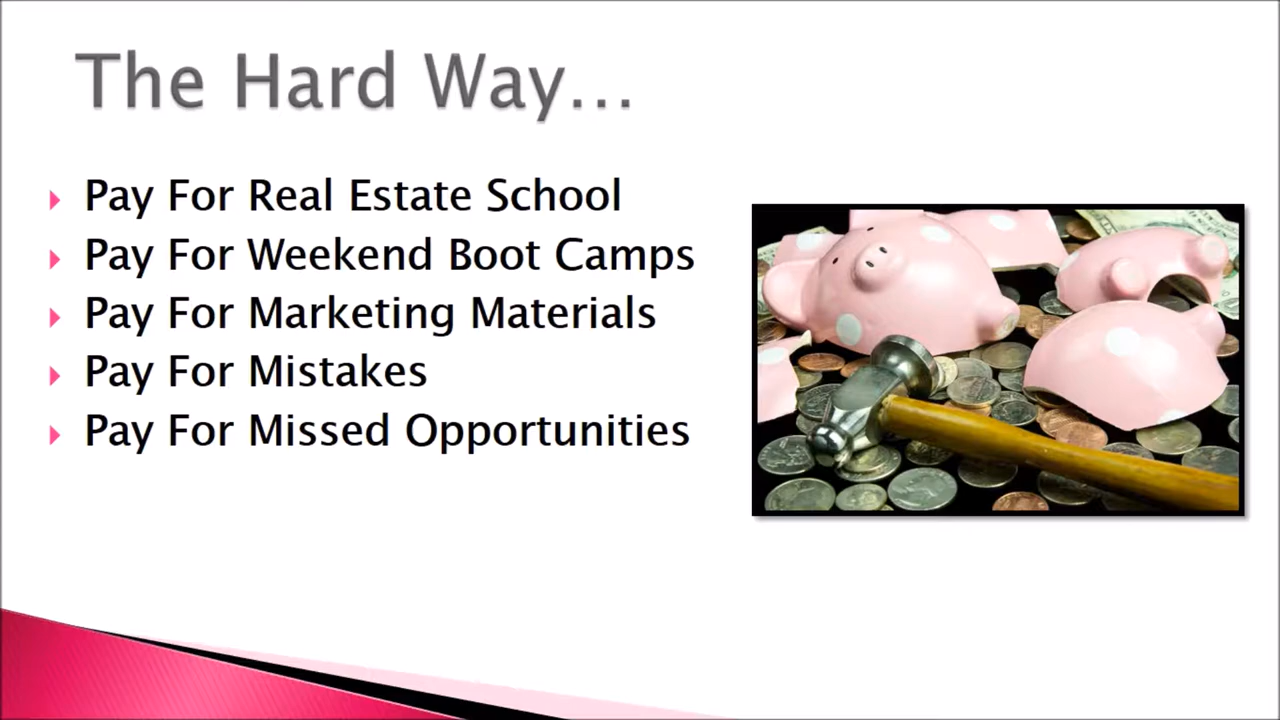 The Hard Way...
Pay For Real Estate School
Pay For Weekend Boot Camps
Pay For Marketing Materials
Pay For Mistakes
Pay For Missed Opportunities